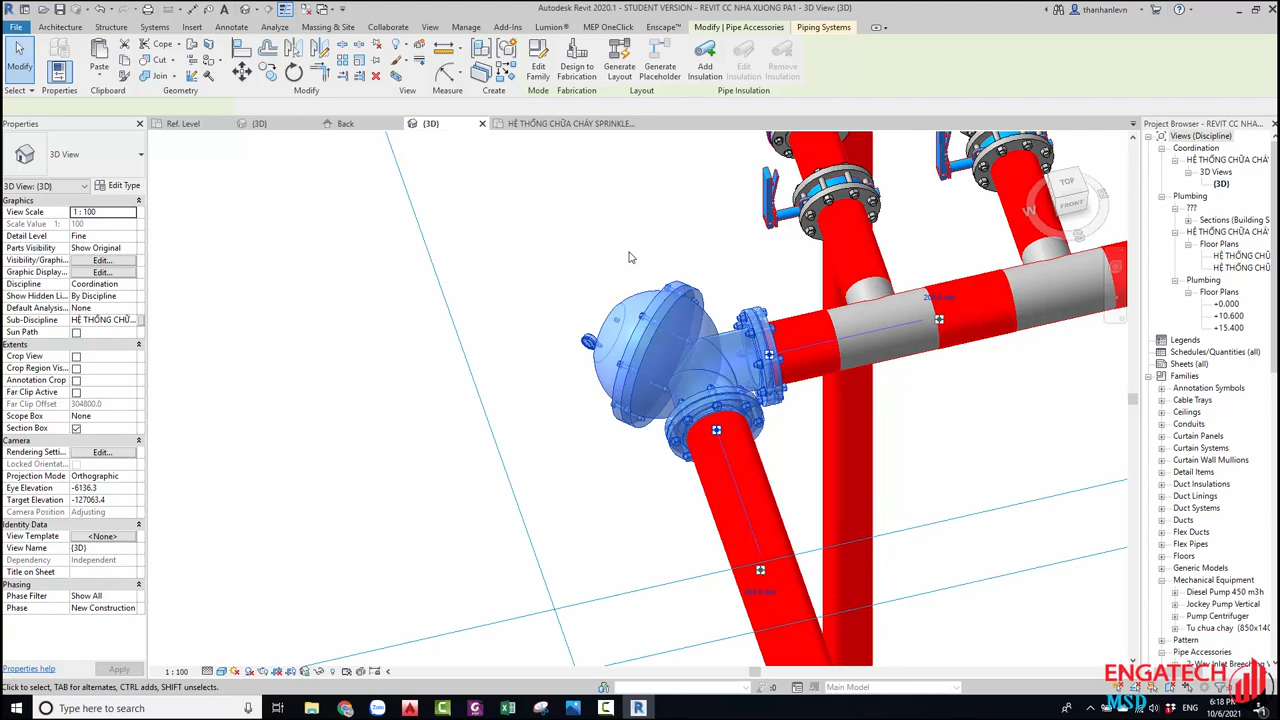 Autodesk Revit 2020.1 - STUDENT VERSION - REVIT CC NHA XUONG PA1 - 3D View: {3D}
thanhlevn
File
Architecture
Structure
Steel
Precast
Systems
Insert
Annotate
Analyze
Massing & Site
Collaborate
View
Manage
Add-Ins
Lumion®
MEP OneClick
Enscape™
Modify | Pipe Accessories
Piping Systems
Modify
Paste
Cope
Cut
Join
Edit Family
Design to Fabrication
Generate Layout
Generate Placeholder
Add Insulation
Edit Insulation
Remove Insulation
Select
Properties
Clipboard
Geometry
Modify
View
Measure
Create
Mode
Fabrication
Layout
Pipe Insulation
Properties
Ref. Level
{3D}
Back
{3D}
HỆ THỐNG CHỮA CHÁY SPRINKLE...
Project Browser - REVIT CC NHA...
3D View
3D View: {3D}
Edit Type
Graphics
View Scale 1 : 100
Scale Value 1: 100
Detail Level Fine
Parts Visibility Show Original
Visibility/Graphi... Edit...
Graphic Display... Edit...
Discipline Coordination
Show Hidden Li... By Discipline
Default Analysis... None
Sub-Discipline HỆ THỐNG CHỮ...
Sun Path
Extents
Crop View
Crop Region Vis...
Annotation Crop
Far Clip Active
Far Clip Offset 304800.0
Scope Box None
Section Box
Camera
Rendering Setti... Edit...
Locked Orientat...
Projection Mode Orthographic
Eye Elevation -6136.3
Target Elevation -127063.4
Camera Position Adjusting
Identity Data
View Template <None>
View Name {3D}
Dependency Independent
Title on Sheet
Phasing
Phase Filter Show All
Phase New Construction
Properties help
Apply
TOP
FRONT
W
S
Views (Discipline)
Coordination
HỆ THỐNG CHỮA CHÁ
3D Views
{3D}
Plumbing
???
Sections (Building S
HỆ THỐNG CHỮA CHÁ
Floor Plans
HỆ THỐNG CHỮ
HỆ THỐNG CHỮ
Plumbing
Floor Plans
+0.000
+10.600
+15.400
Legends
Schedules/Quantities (all)
Sheets (all)
Families
Annotation Symbols
Cable Trays
Ceilings
Conduits
Curtain Panels
Curtain Systems
Curtain Wall Mullions
Detail Items
Duct Insulations
Duct Linings
Duct Systems
Ducts
Flex Ducts
Flex Pipes
Floors
Generic Models
Mechanical Equipment
Diesel Pump 450 m3h
Jockey Pump Vertical
Pump Centrifuger
Tu chua chay (850x140
Pattern
Pipe Accessories
2-Way Inlet Breeching V
1 : 100
ENGATECH
MSD
Click to select, TAB for alternates, CTRL adds, SHIFT unselects.
:0
Main Model
Type here to search
Zalo
6:18 PM
10/6/2021